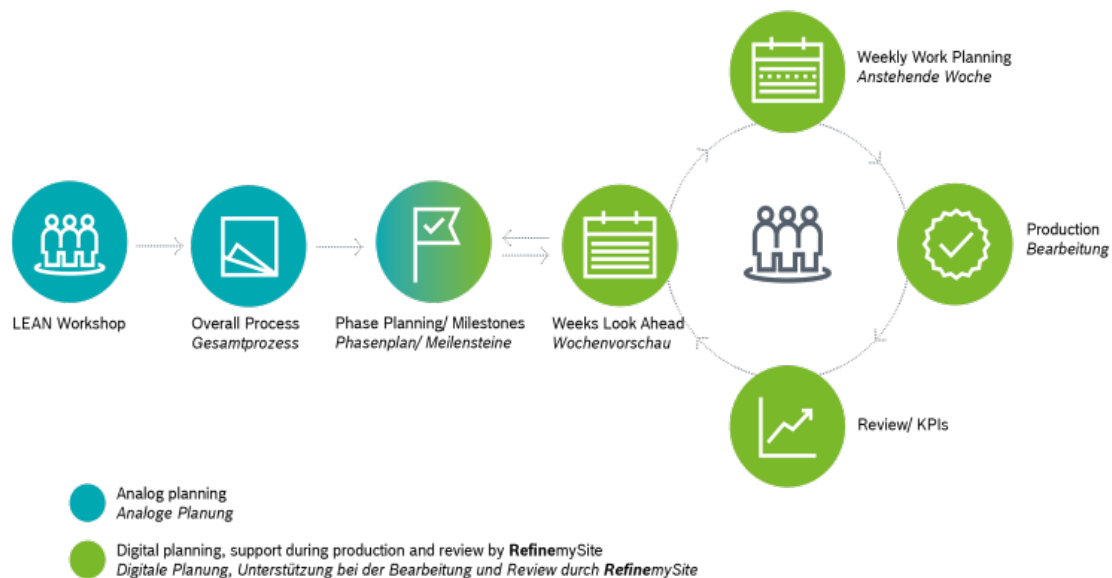 Weekly Work Planning
Anstehende Woche
Production
Bearbeitung
LEAN Workshop
Overall Process
Gesamtprozess
Phase Planning/ Milestones
Phasenplan/ Meilensteine
Weeks Look Ahead
Wochenvorschau
Review/ KPIs
Analog planning
Analoge Planung
Digital planning, support during production and review by RefinemySite
Digitale Planung, Unterstützung bei der Bearbeitung und Review durch RefinemySite